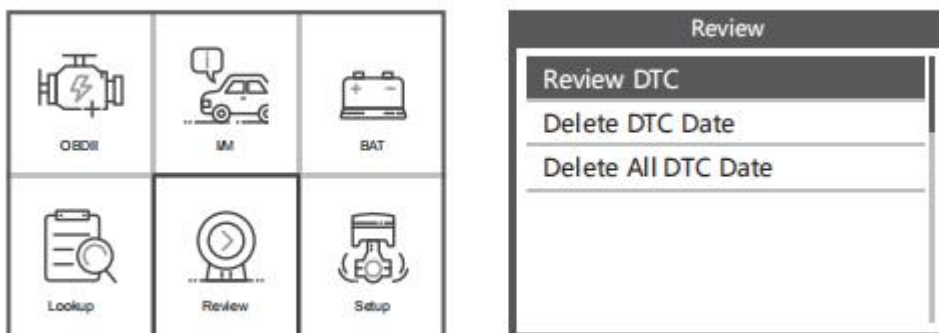 OBDII
I/M
BAT
Lookup
Review
Setup
Review
Review DTC
Delete DTC Date
Delete All DTC Date